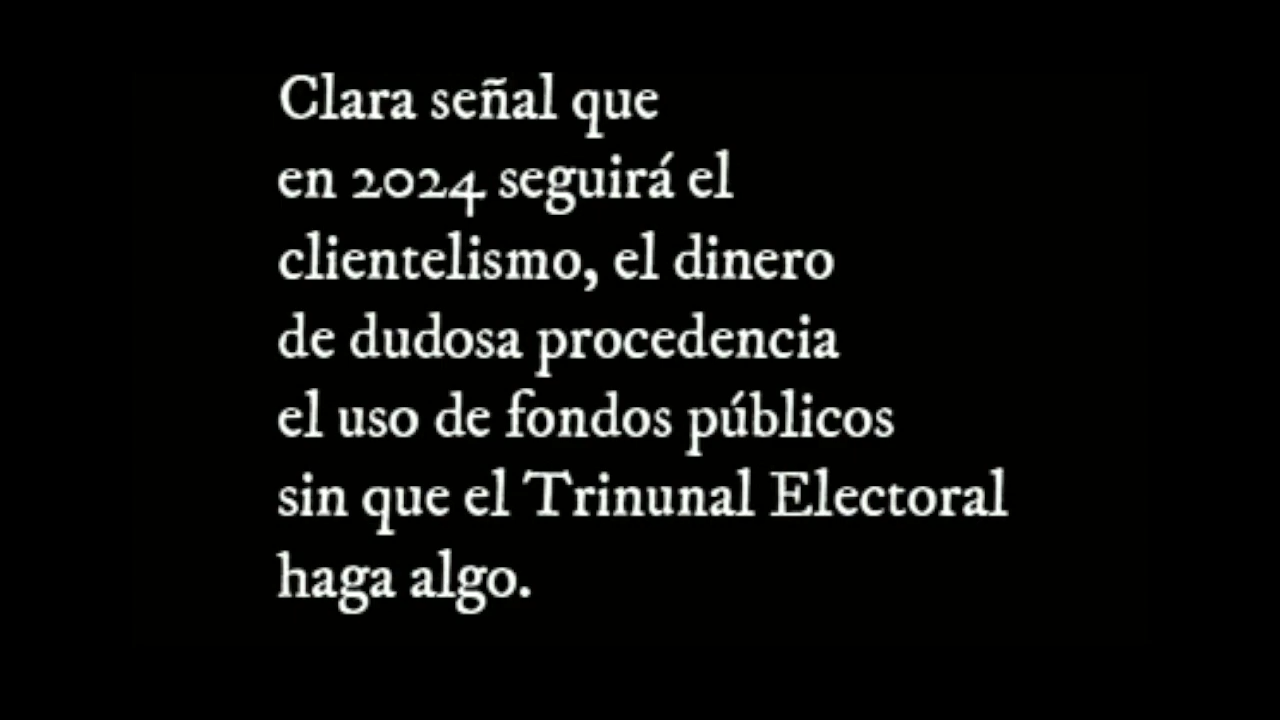 Clara señal que
en 2024 seguirá el
clientelismo, el dinero
de dudosa procedencia
el uso de fondos públicos
sin que el Trinunal Electoral
haga algo.